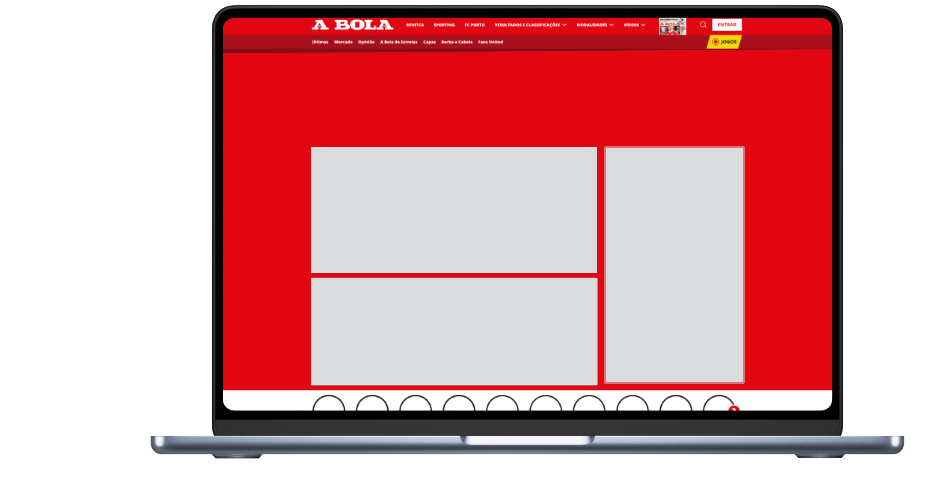 A BOLA BENFICA SPORTING FC PORTO RESULTADOS E CLASSIFICAÇÕES MODALIDADES VÍDEOS ENTRAR
Últimas Mercado Opinião A Bola de Estrelas Capas Barba e Cabelo Fans United JOGOS